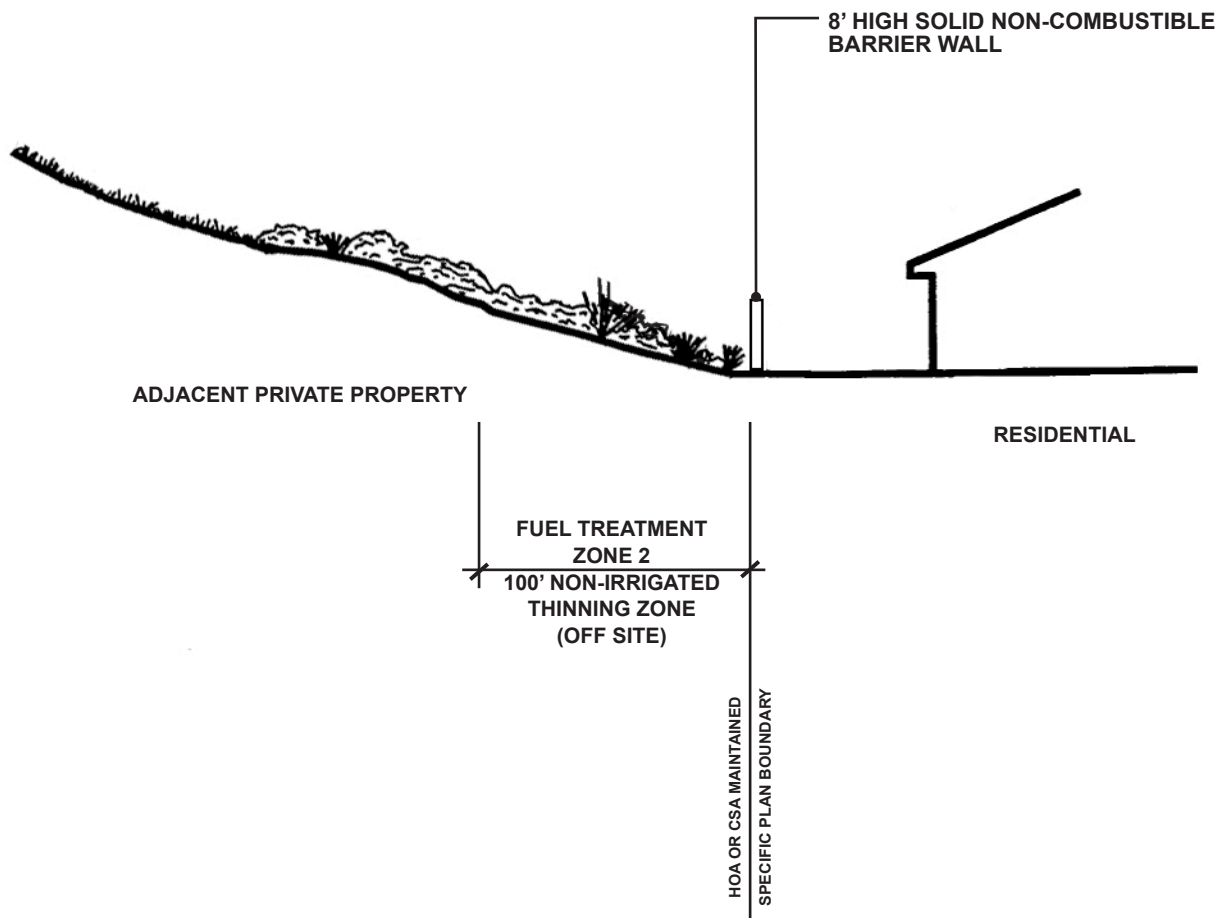 8’ HIGH SOLID NON-COMBUSTIBLE
BARRIER WALL
ADJACENT PRIVATE PROPERTY
RESIDENTIAL
FUEL TREATMENT
ZONE 2
100’ NON-IRRIGATED
THINNING ZONE
(OFF SITE)
HOA OR CSA MAINTAINED
SPECIFIC PLAN BOUNDARY